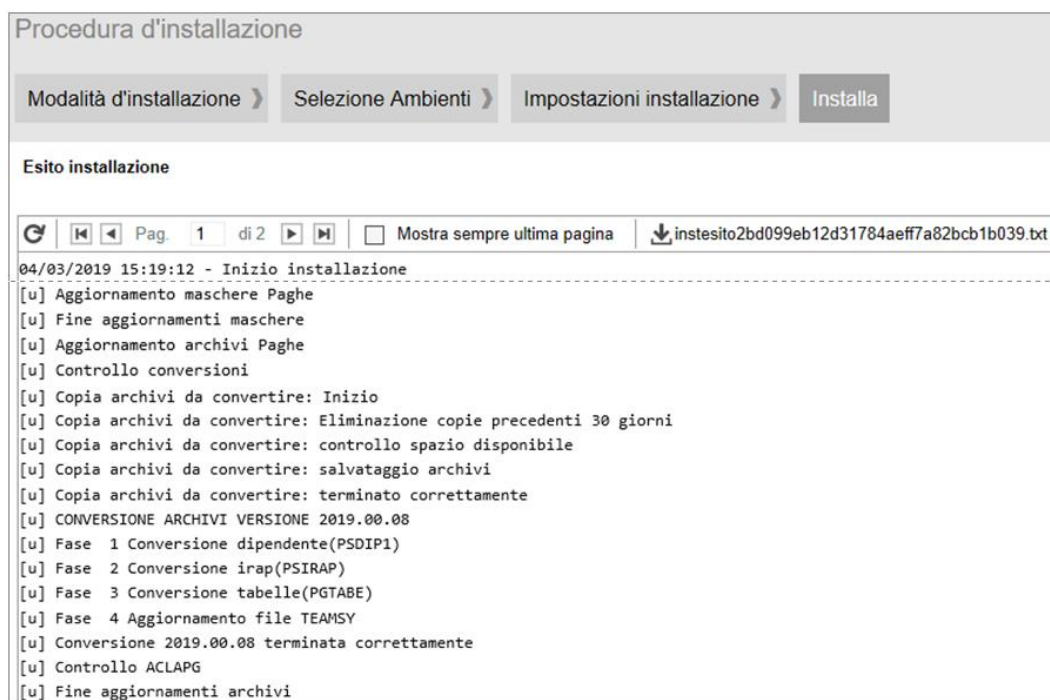 Procedura d'installazione
Modalità d'installazione ❯ Selezione Ambienti ❯ Impostazioni installazione ❯ Installa
Esito installazione
Pag. 1 di 2 Mostra sempre ultima pagina instesito2bd099eb12d31784aeff7a82bcb1b039.txt
04/03/2019 15:19:12 - Inizio installazione
[u] Aggiornamento maschere Paghe
[u] Fine aggiornamenti maschere
[u] Aggiornamento archivi Paghe
[u] Controllo conversioni
[u] Copia archivi da convertire: Inizio
[u] Copia archivi da convertire: Eliminazione copie precedenti 30 giorni
[u] Copia archivi da convertire: controllo spazio disponibile
[u] Copia archivi da convertire: salvataggio archivi
[u] Copia archivi da convertire: terminato correttamente
[u] CONVERSIONE ARCHIVI VERSIONE 2019.00.08
[u] Fase  1 Conversione dipendente(PSDIP1)
[u] Fase  2 Conversione irap(PSIRAP)
[u] Fase  3 Conversione tabelle(PGTABE)
[u] Fase  4 Aggiornamento file TEAMSY
[u] Conversione 2019.00.08 terminata correttamente
[u] Controllo ACLAPG
[u] Fine aggiornamenti archivi